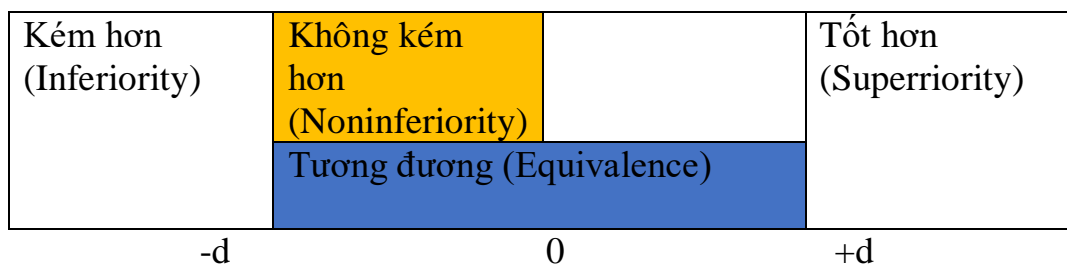 Kém hơn
(Inferiority)
Không kém
hơn
(Noninferiority)
Tốt hơn
(Superriority)
Tương đương (Equivalence)
-d
0
+d